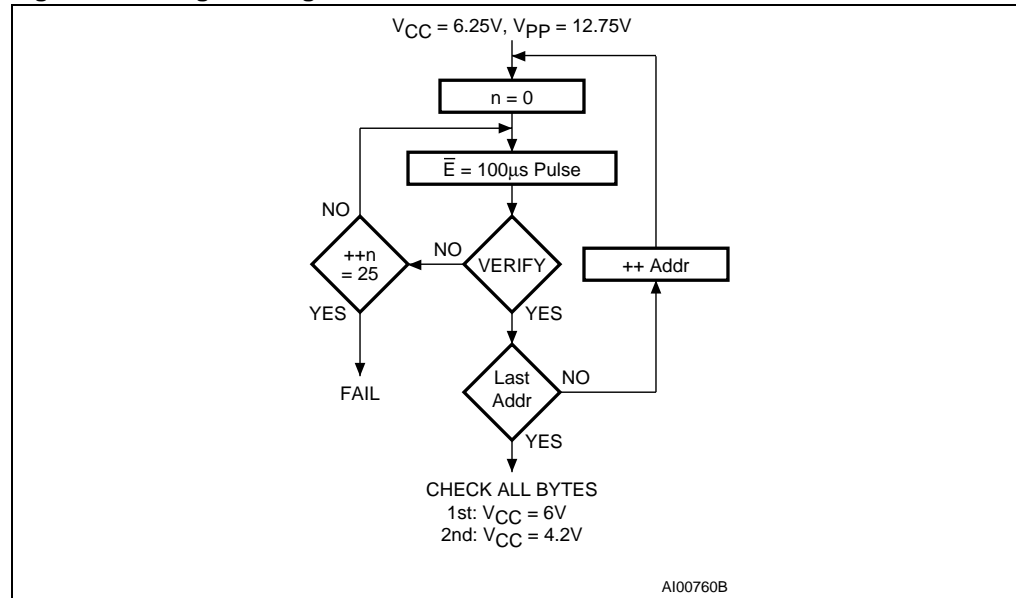 VCC = 6.25V, VPP = 12.75V
n = 0
E̅ = 100μs Pulse
NO
++n
= 25
NO
VERIFY
++ Addr
YES
YES
FAIL
Last
Addr
NO
YES
CHECK ALL BYTES
1st: VCC = 6V
2nd: VCC = 4.2V
AI00760B